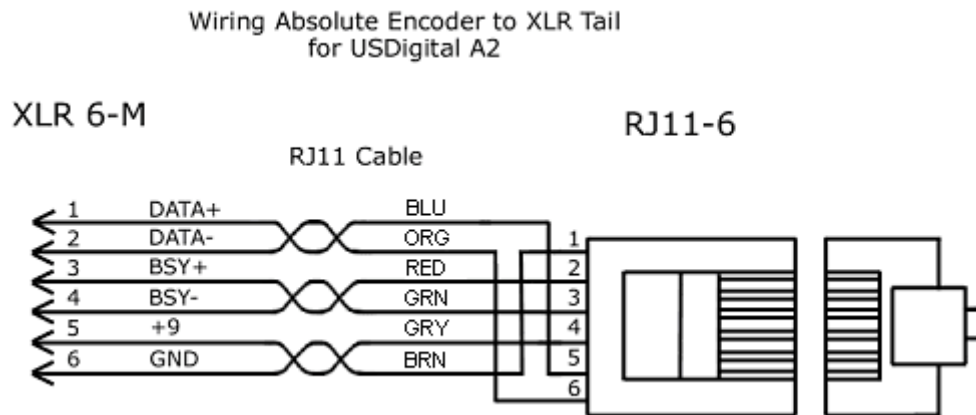 Wiring Absolute Encoder to XLR Tail
for USDigital A2
XLR 6-M
RJ11-6
RJ11 Cable
1 DATA+ BLU
2 DATA- ORG
3 BSY+ RED
4 BSY- GRN
5 +9 GRY
6 GND BRN
1
2
3
4
5
6